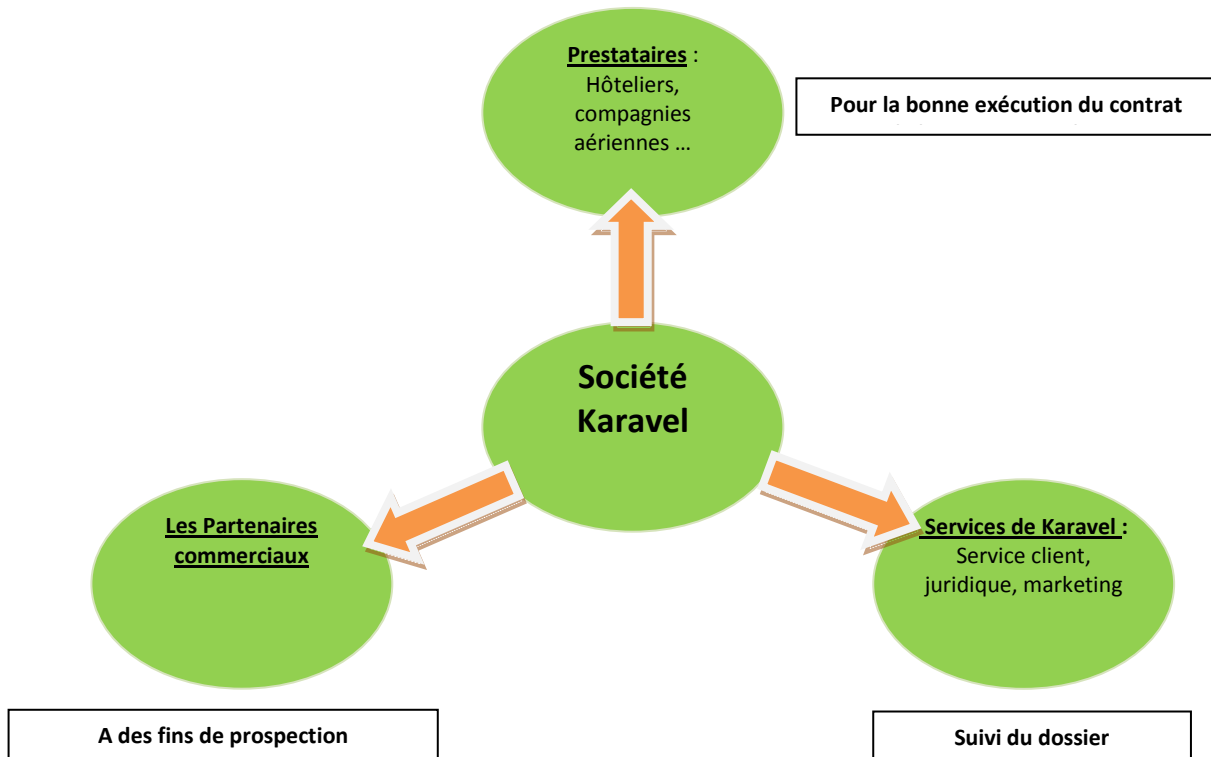 Prestataires :
Hôteliers,
compagnies
aériennes ...
Pour la bonne exécution du contrat
Société
Karavel
Les Partenaires
commerciaux
Services de Karavel :
Service client,
juridique, marketing
A des fins de prospection
Suivi du dossier